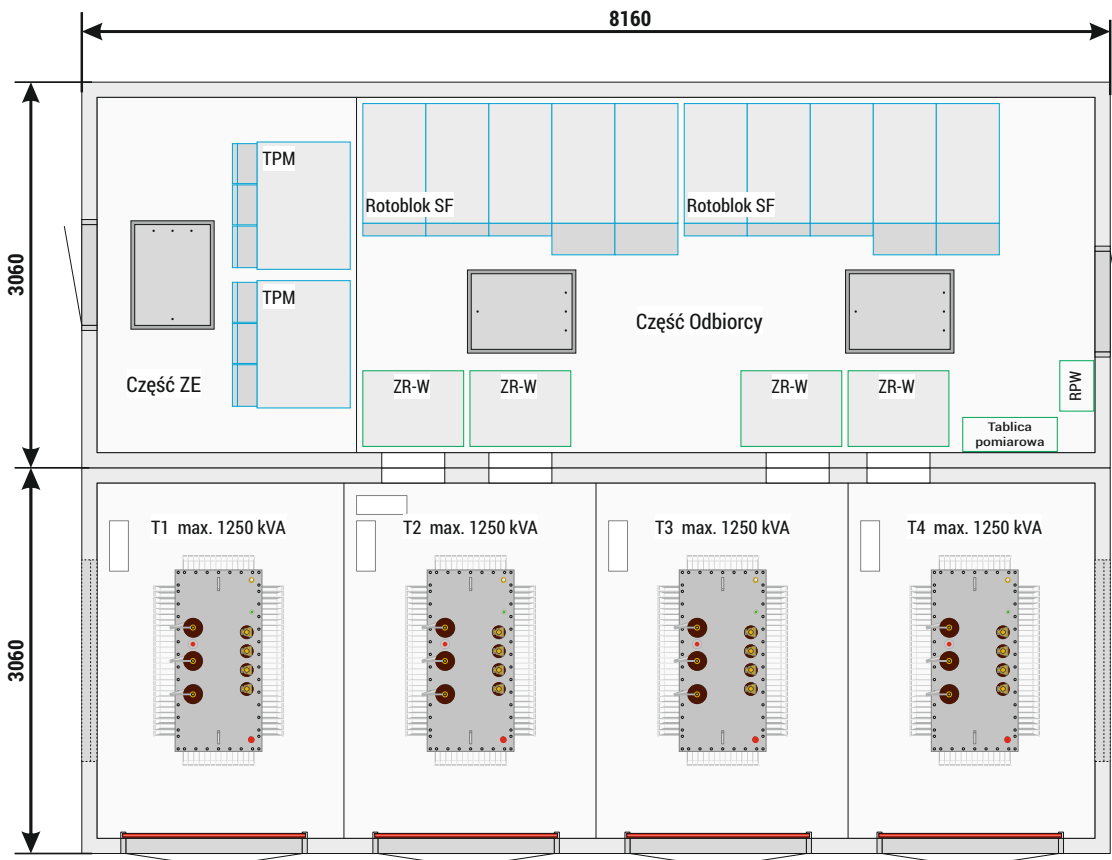 8160
3060
TPM
TPM
Część ZE
Rotoblok SF
Rotoblok SF
Część Odbiorcy
ZR-W
ZR-W
ZR-W
ZR-W
RPW
Tablica
pomiarowa
3060
T1 max. 1250 kVA
T2 max. 1250 kVA
T3 max. 1250 kVA
T4 max. 1250 kVA